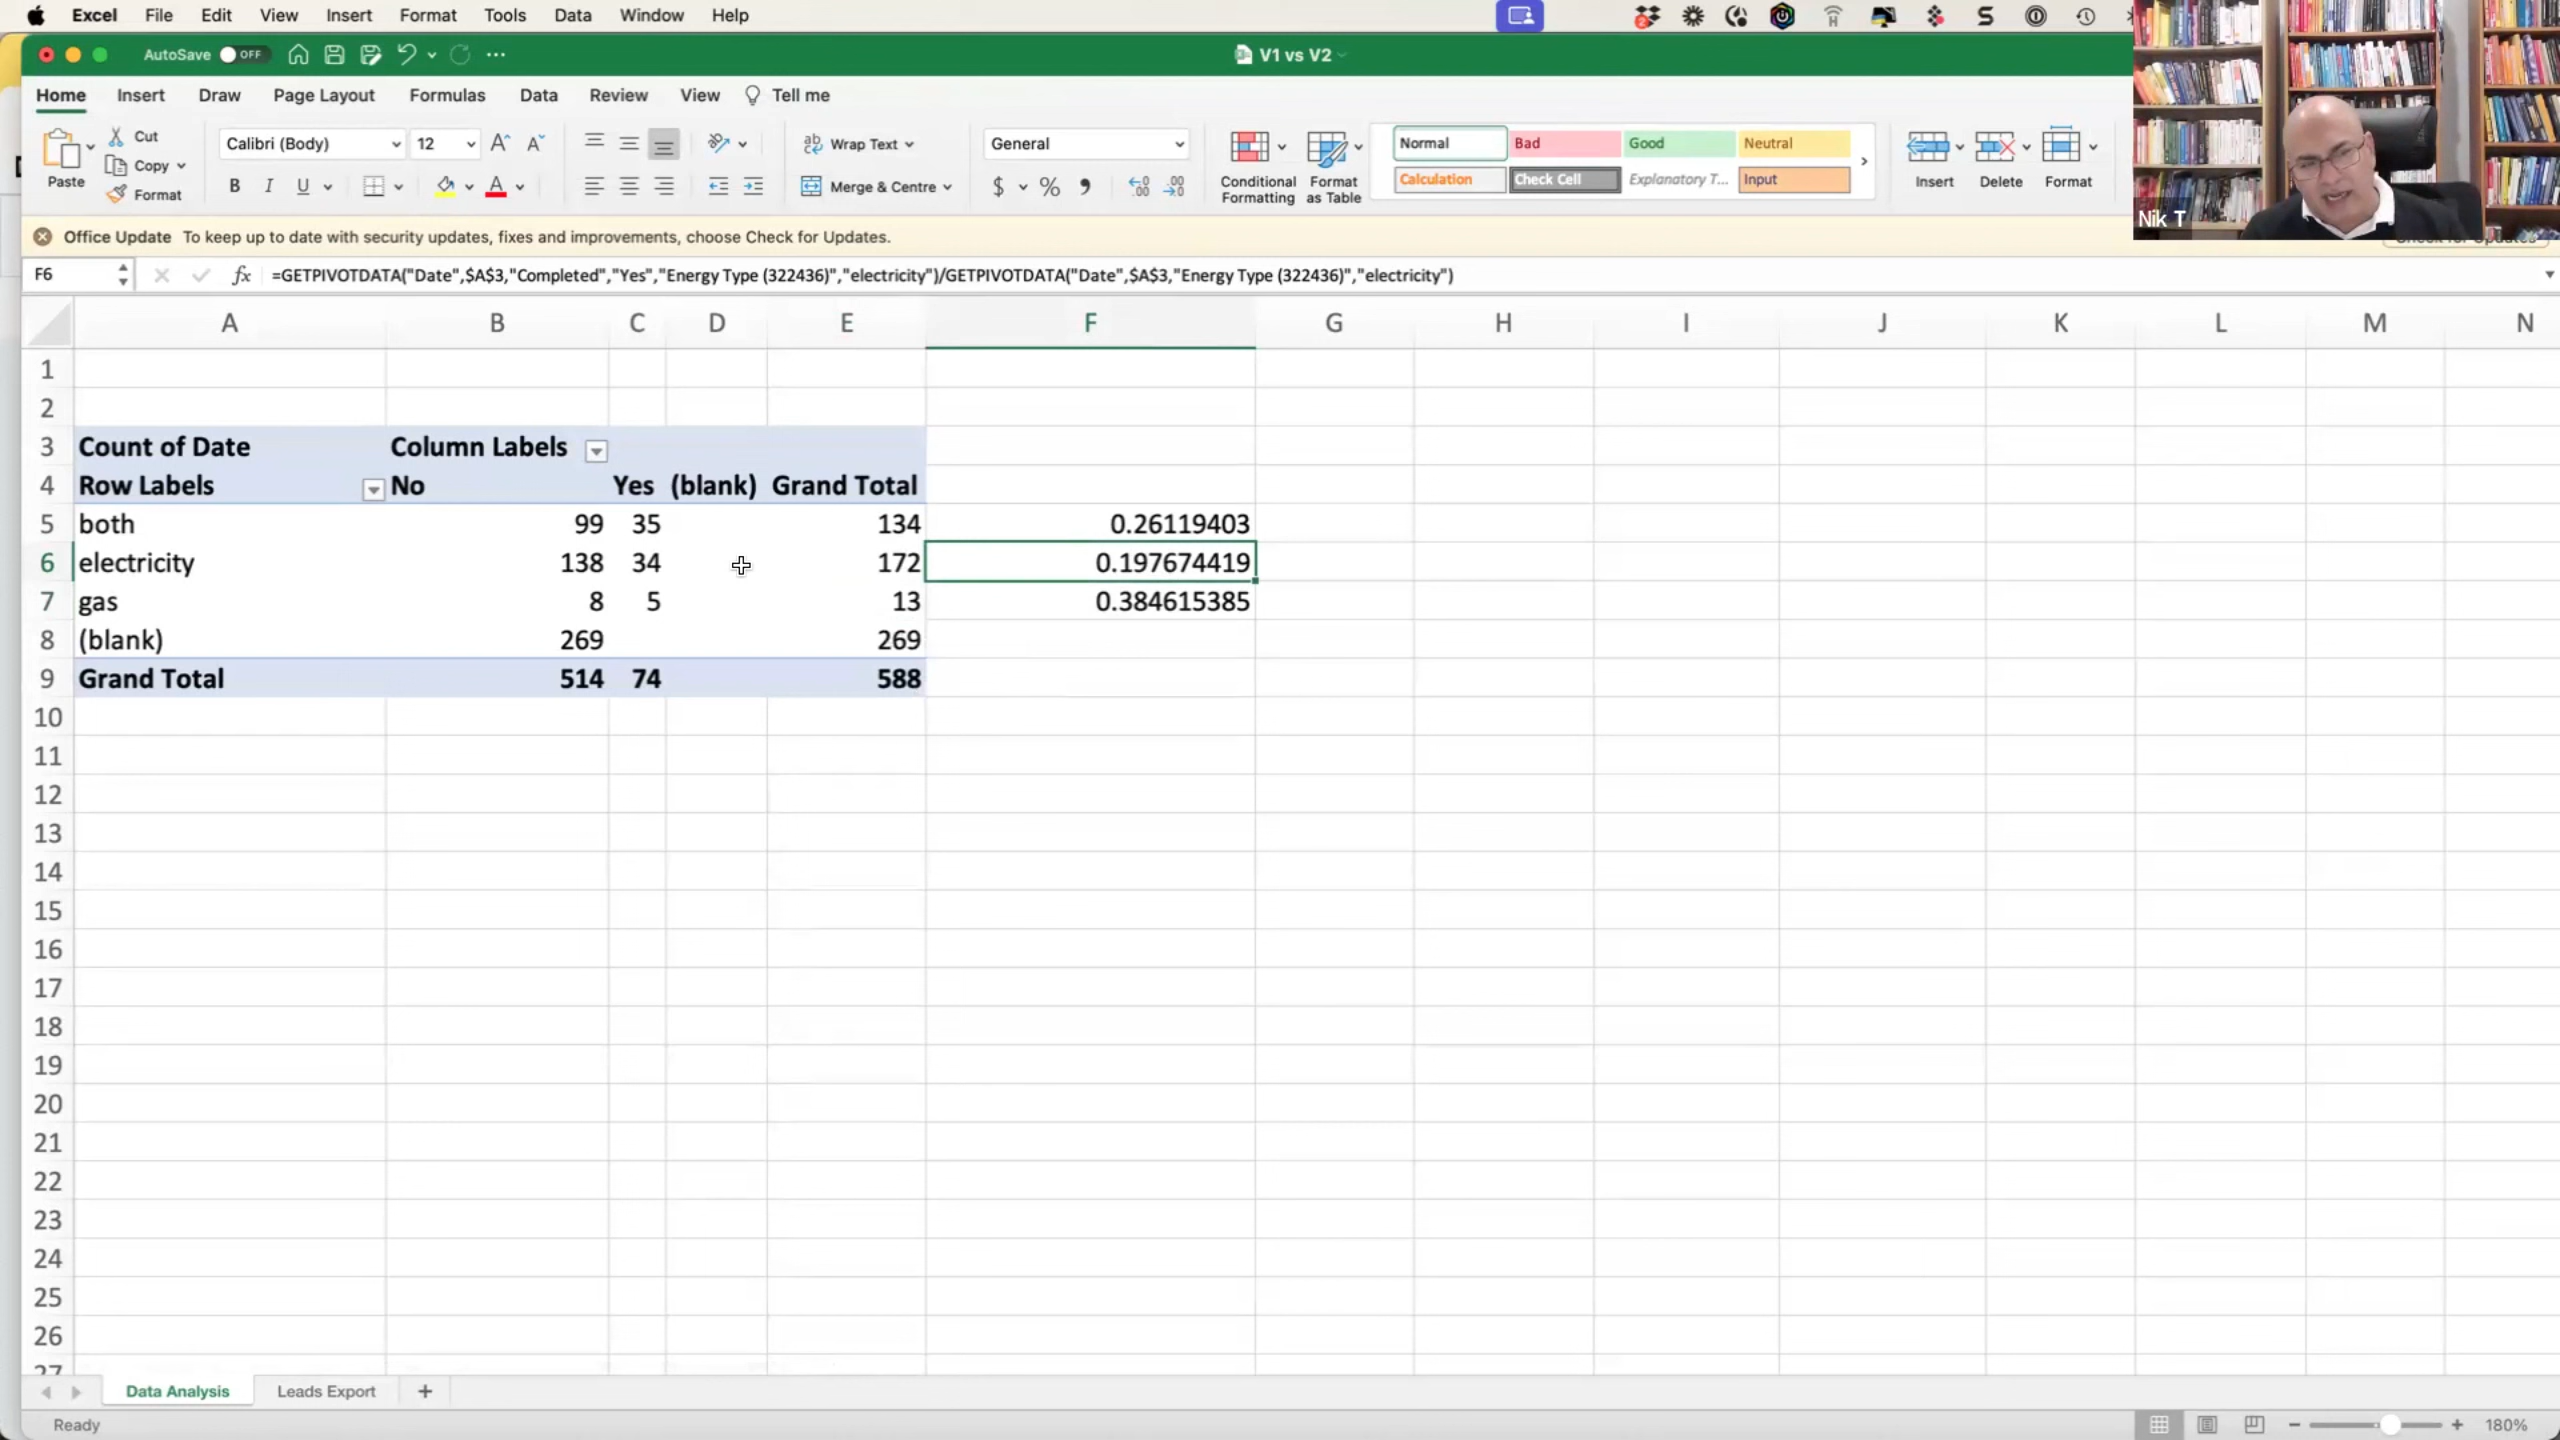 Excel File Edit View Insert Format Tools Data Window Help
AutoSave OFF V1 vs V2
Home Insert Draw Page Layout Formulas Data Review View Tell me
Paste Cut Copy Format
Calibri (Body) 12
B I U
Wrap Text
Merge & Centre
General
$ %
Conditional Formatting
Format as Table
Normal Bad Good Neutral
Calculation Check Cell Explanatory T... Input
Insert Delete Format
Nik T
Office Update To keep up to date with security updates, fixes and improvements, choose Check for Updates.
F6 fx =GETPIVOTDATA("Date",$A$3,"Completed","Yes","Energy Type (322436)","electricity")/GETPIVOTDATA("Date",$A$3,"Energy Type (322436)","electricity")
A B C D E F G H I J K L M N
1
2
3 Count of Date Column Labels
4 Row Labels No Yes (blank) Grand Total
5 both 99 35 134 0.26119403
6 electricity 138 34 172 0.197674419
7 gas 8 5 13 0.384615385
8 (blank) 269 269
9 Grand Total 514 74 588
10
11
12
13
14
15
16
17
18
19
20
21
22
23
24
25
26
27
Data Analysis Leads Export +
Ready 180%